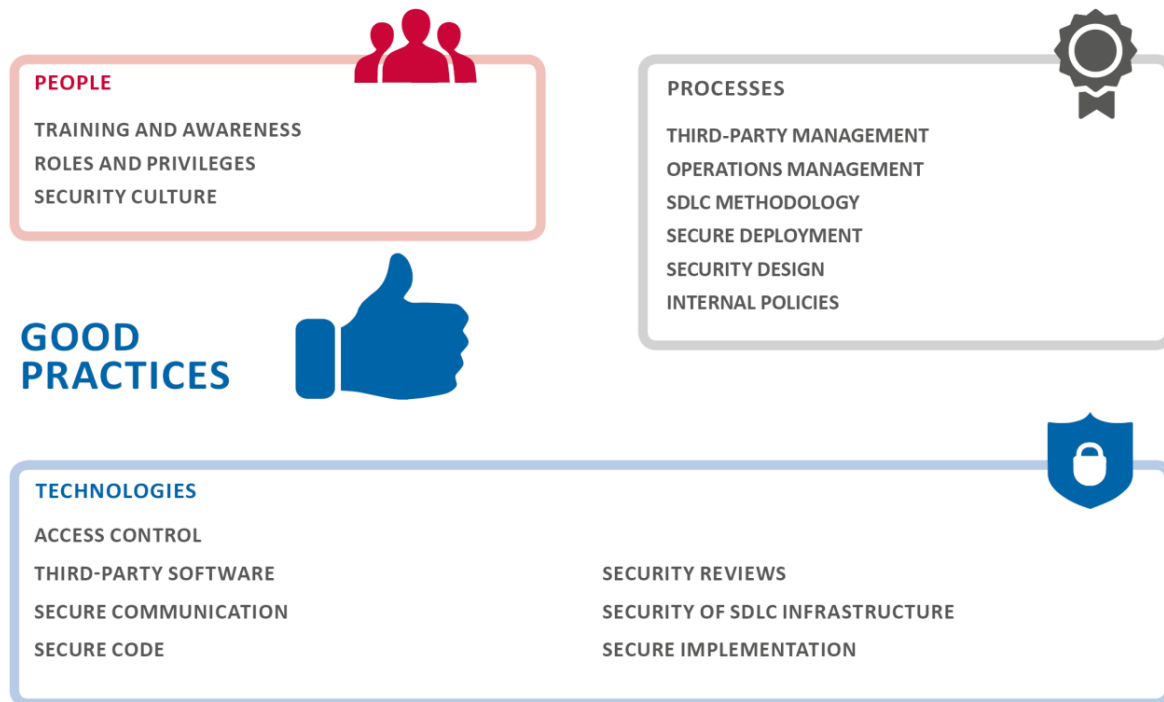 PEOPLE
TRAINING AND AWARENESS
ROLES AND PRIVILEGES
SECURITY CULTURE
PROCESSES
THIRD-PARTY MANAGEMENT
OPERATIONS MANAGEMENT
SDLC METHODOLOGY
SECURE DEPLOYMENT
SECURITY DESIGN
INTERNAL POLICIES
GOOD
PRACTICES
TECHNOLOGIES
ACCESS CONTROL
THIRD-PARTY SOFTWARE
SECURE COMMUNICATION
SECURE CODE
SECURITY REVIEWS
SECURITY OF SDLC INFRASTRUCTURE
SECURE IMPLEMENTATION